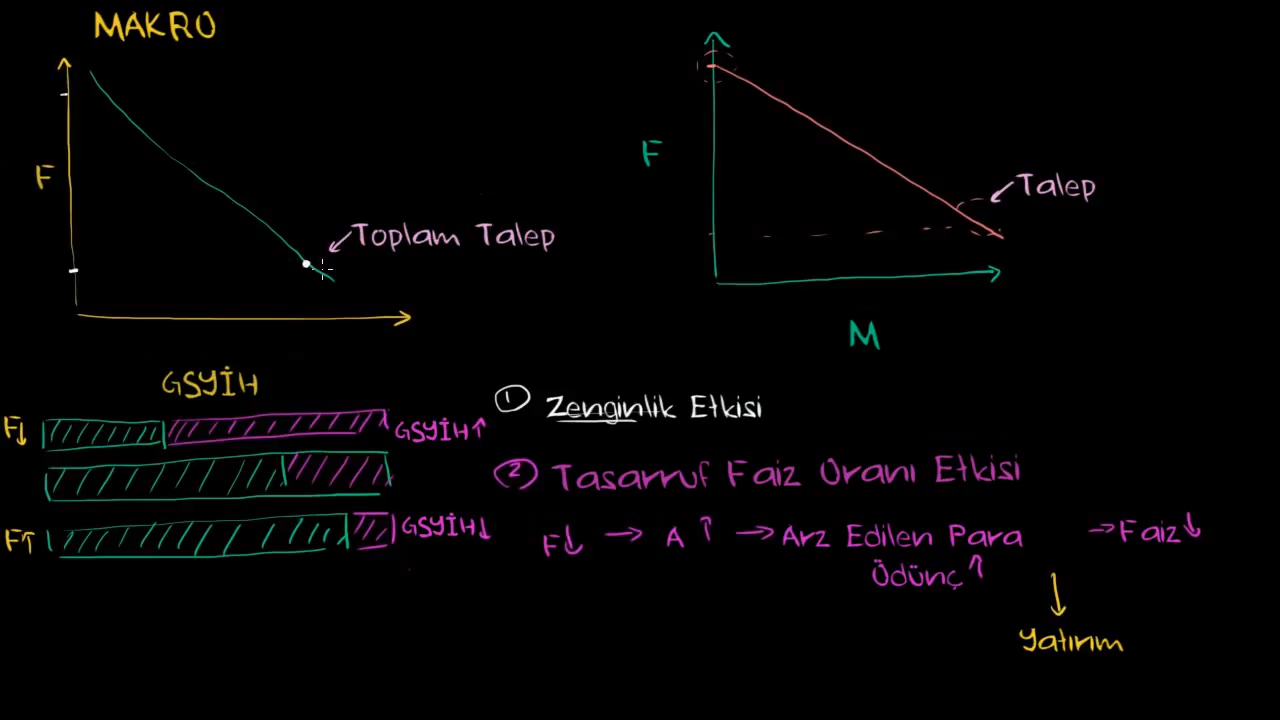 MAKRO
F
Toplam Talep
GSYİH
F
Talep
M
F↓
GSYİH↑
F↑
GSYİH↓
1 Zenginlik Etkisi
2 Tasarruf Faiz Oranı Etkisi
F↓ → A ↑ → Arz Edilen Para → Faiz↓
Ödünç ↑
↓
Yatırım